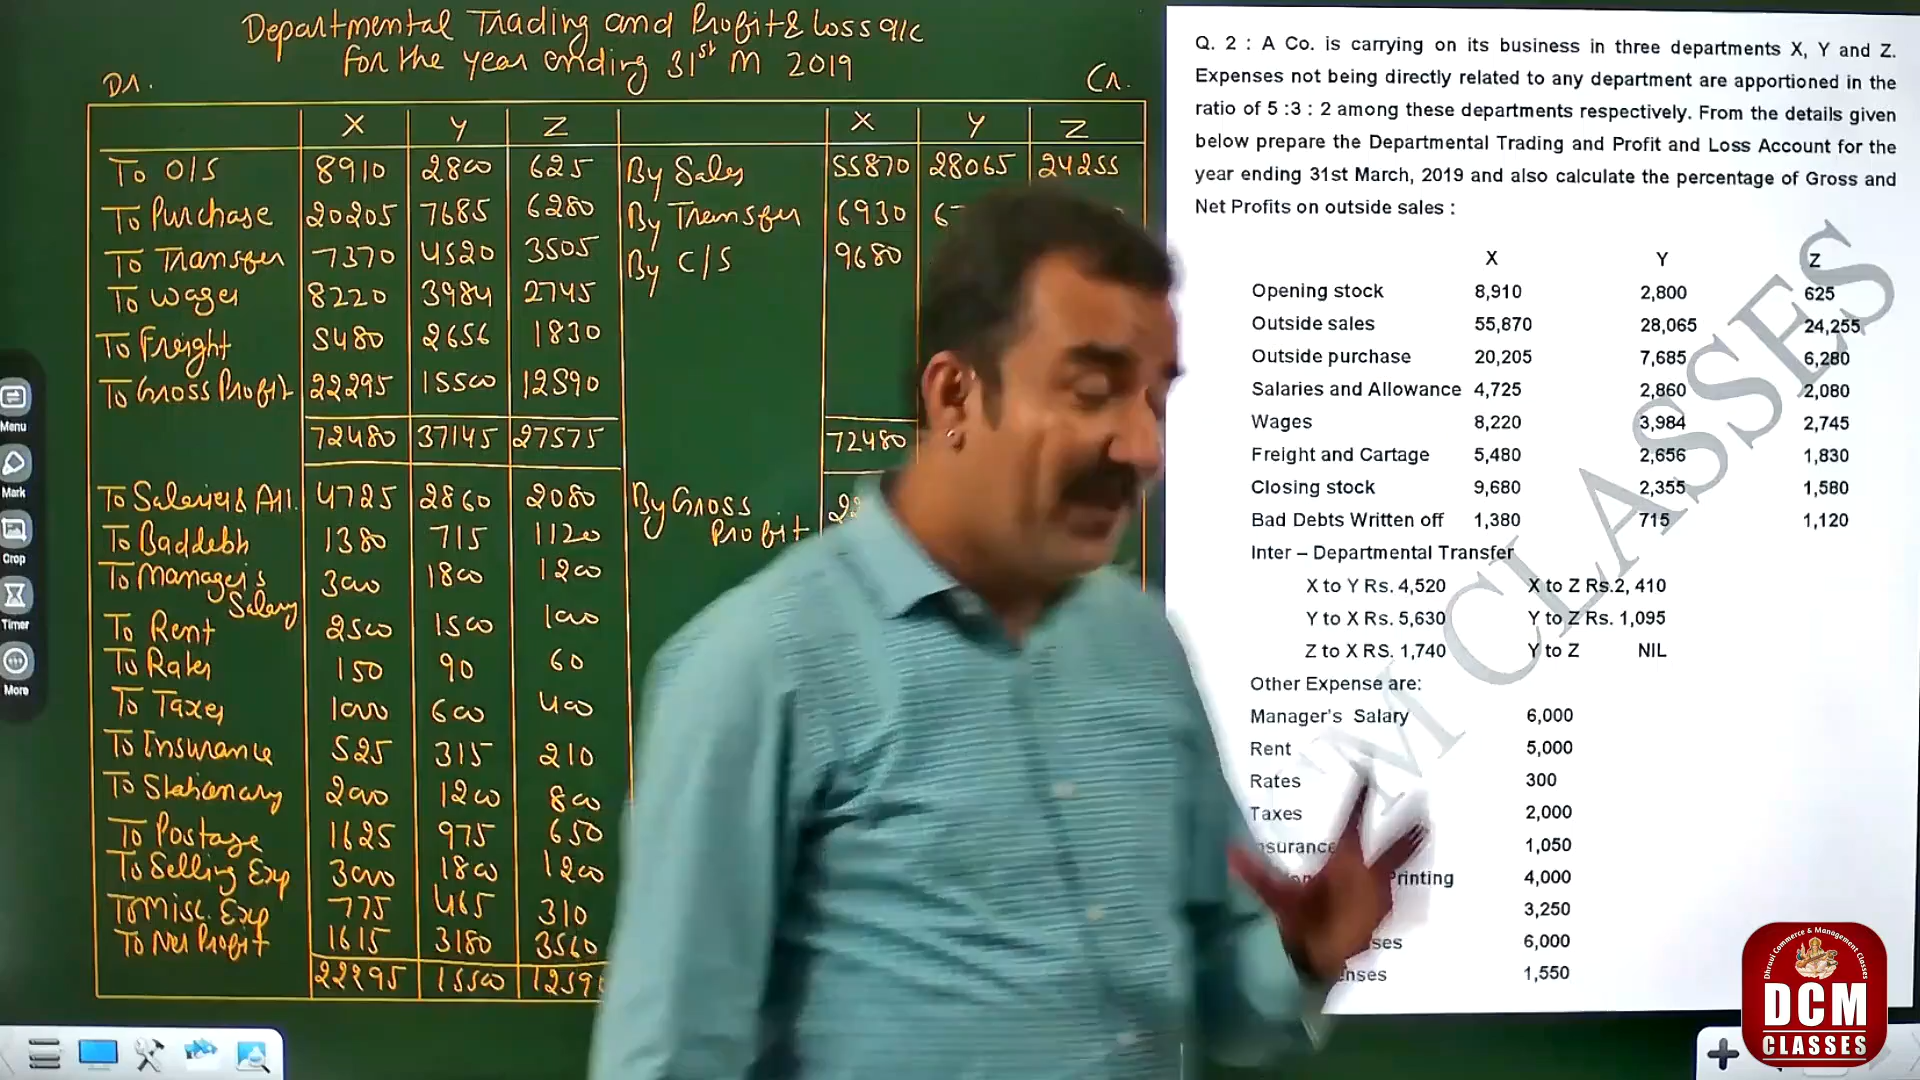 Departmental Trading and Profit & Loss a/c
for the year ending 31st M 2019
Dr.
Cr.
X Y Z X Y Z
To O/S 8910 2800 625 By Sales 55870 28065 24255
To Purchase 20205 7685 6280 By Transfer 6930
To Transfer 7370 4520 3505 By C/S 9680
To Wages 8220 3984 2745
To Freight 5480 2656 1830
To Gross Profit 22295 15500 12590
72480 37145 27575 72480
To Salaries & All. 4725 2860 2080 By Gross Profit
To Baddebh 1380 715 1120
To Manager's Salary 3000 1800 1200
To Rent 2500 1500 1000
To Rates 150 90 60
To Taxes 1000 600 400
To Insurance 525 315 210
To Stationary 2000 1200 800
To Postage 1625 975 650
To Selling Exp 3000 1800 1200
To Misc. Exp 775 465 310
To Net Profit 1615 3180 3560
22295 15500 1259
Q. 2 : A Co. is carrying on its business in three departments X, Y and Z.
Expenses not being directly related to any department are apportioned in the
ratio of 5 :3 : 2 among these departments respectively. From the details given
below prepare the Departmental Trading and Profit and Loss Account for the
year ending 31st March, 2019 and also calculate the percentage of Gross and
Net Profits on outside sales :
X Y Z
Opening stock 8,910 2,800 625
Outside sales 55,870 28,065 24,255
Outside purchase 20,205 7,685 6,280
Salaries and Allowance 4,725 2,860 2,080
Wages 8,220 3,984 2,745
Freight and Cartage 5,480 2,656 1,830
Closing stock 9,680 2,355 1,580
Bad Debts Written off 1,380 715 1,120
Inter – Departmental Transfer
X to Y Rs. 4,520 X to Z Rs.2, 410
Y to X Rs. 5,630 Y to Z Rs. 1,095
Z to X RS. 1,740 Y to Z NIL
Other Expense are:
Manager's Salary 6,000
Rent 5,000
Rates 300
Taxes 2,000
nsurance 1,050
Printing 4,000
3,250
ses 6,000
enses 1,550
M CLASSES
Menu
Mark
Crop
Timer
More
Dhruvi Commerce & Management Classes
DCM
CLASSES